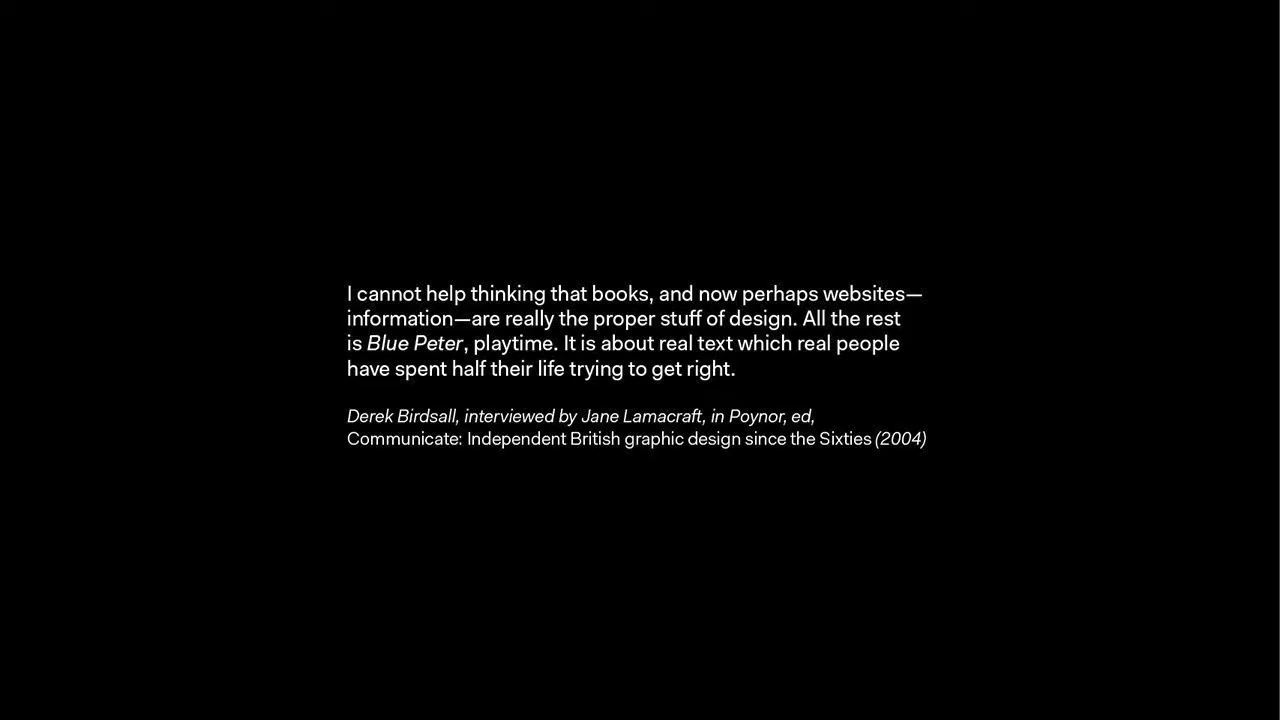 I cannot help thinking that books, and now perhaps websites—
information—are really the proper stuff of design. All the rest
is Blue Peter, playtime. It is about real text which real people
have spent half their life trying to get right.
Derek Birdsall, interviewed by Jane Lamacraft, in Poynor, ed,
Communicate: Independent British graphic design since the Sixties (2004)